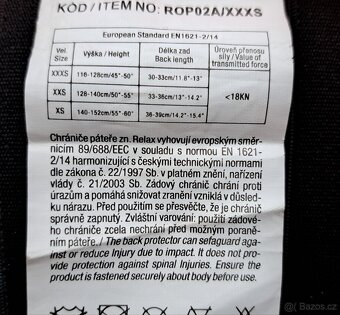 KÓD / ITEM NO: ROP02A/XXXS
European Standard EN1621-2/14
Vel. Size Výška / Height Délka zad Back length Úroveň přenosu síly / Value of transmitted force
XXXS 116-128cm/45"-50" 30-33cm/11.8"-13" <18KN
XXS 128-140cm/50"-55" 33-36cm/13"-14.2"
XS 140-152cm/55"-60" 36-39cm/14.2"-15.4"
Chrániče páteře zn. Relax vyhovují evropským směr-
nicím 89/688/EEC v souladu s normou EN 1621-
2/14 harmonizující s českými technickými normami
dle zákona č. 22/1997 Sb. v platném znění, nařízení
vlády č. 21/2003 Sb. Zádový chránič chrání proti
úrazům a pomáhá snižovat zranění vzniklá v důsled-
ku nárazu. Před použitím se přesvědčte, že je chránič
správně zapnutý. Zvláštní varování: použití zádové-
ho chrániče zcela nechrání před možným poraně-
ním páteře. / The back protector can safeguard again-
st or reduce Injury due to impact. It does not pro-
vide protection against spinal Injuries. Ensure the
product is fastened securely about body before use.
bazos.cz